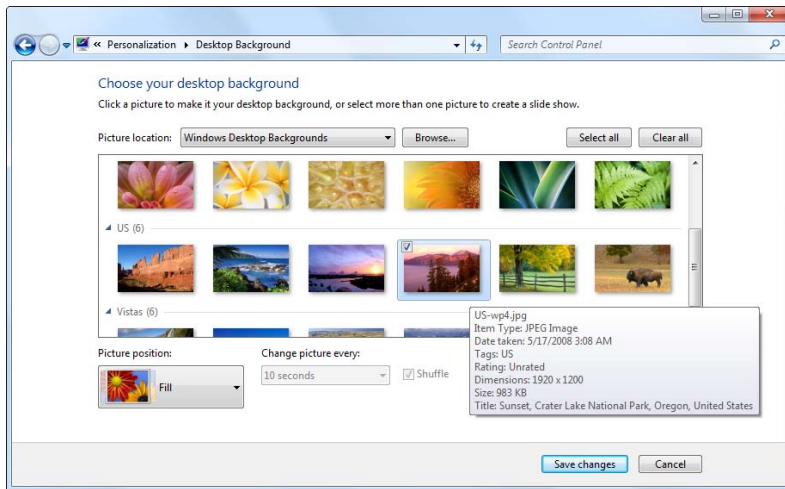 « Personalization ▸ Desktop Background
Search Control Panel
Choose your desktop background
Click a picture to make it your desktop background, or select more than one picture to create a slide show.
Picture location: Windows Desktop Backgrounds Browse... Select all Clear all
US (6)
Vistas (6)
US-wp4.jpg
Item Type: JPEG Image
Date taken: 5/17/2008 3:08 AM
Tags: US
Rating: Unrated
Dimensions: 1920 x 1200
Size: 983 KB
Title: Sunset, Crater Lake National Park, Oregon, United States
Picture position: Change picture every:
Fill 10 seconds Shuffle
Save changes Cancel